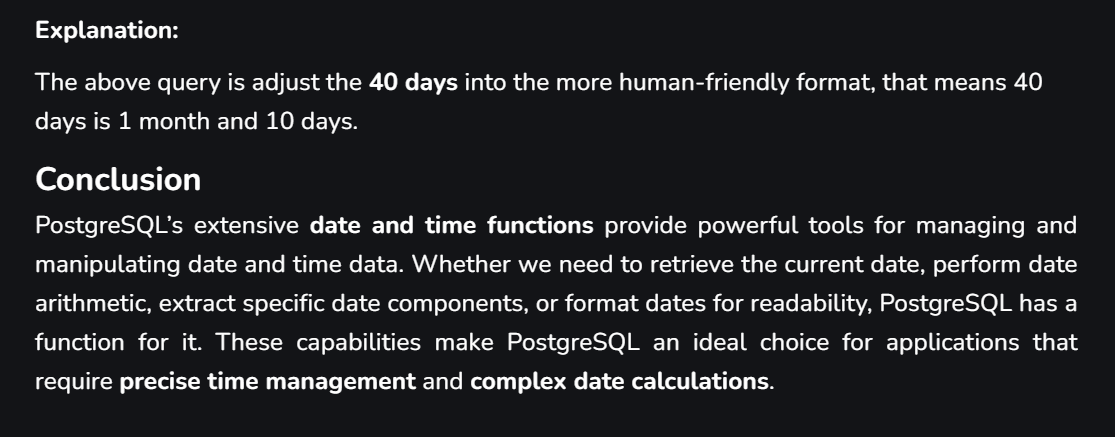 Explanation:
The above query is adjust the 40 days into the more human-friendly format, that means 40
days is 1 month and 10 days.
Conclusion
PostgreSQL’s extensive date and time functions provide powerful tools for managing and
manipulating date and time data. Whether we need to retrieve the current date, perform date
arithmetic, extract specific date components, or format dates for readability, PostgreSQL has a
function for it. These capabilities make PostgreSQL an ideal choice for applications that
require precise time management and complex date calculations.